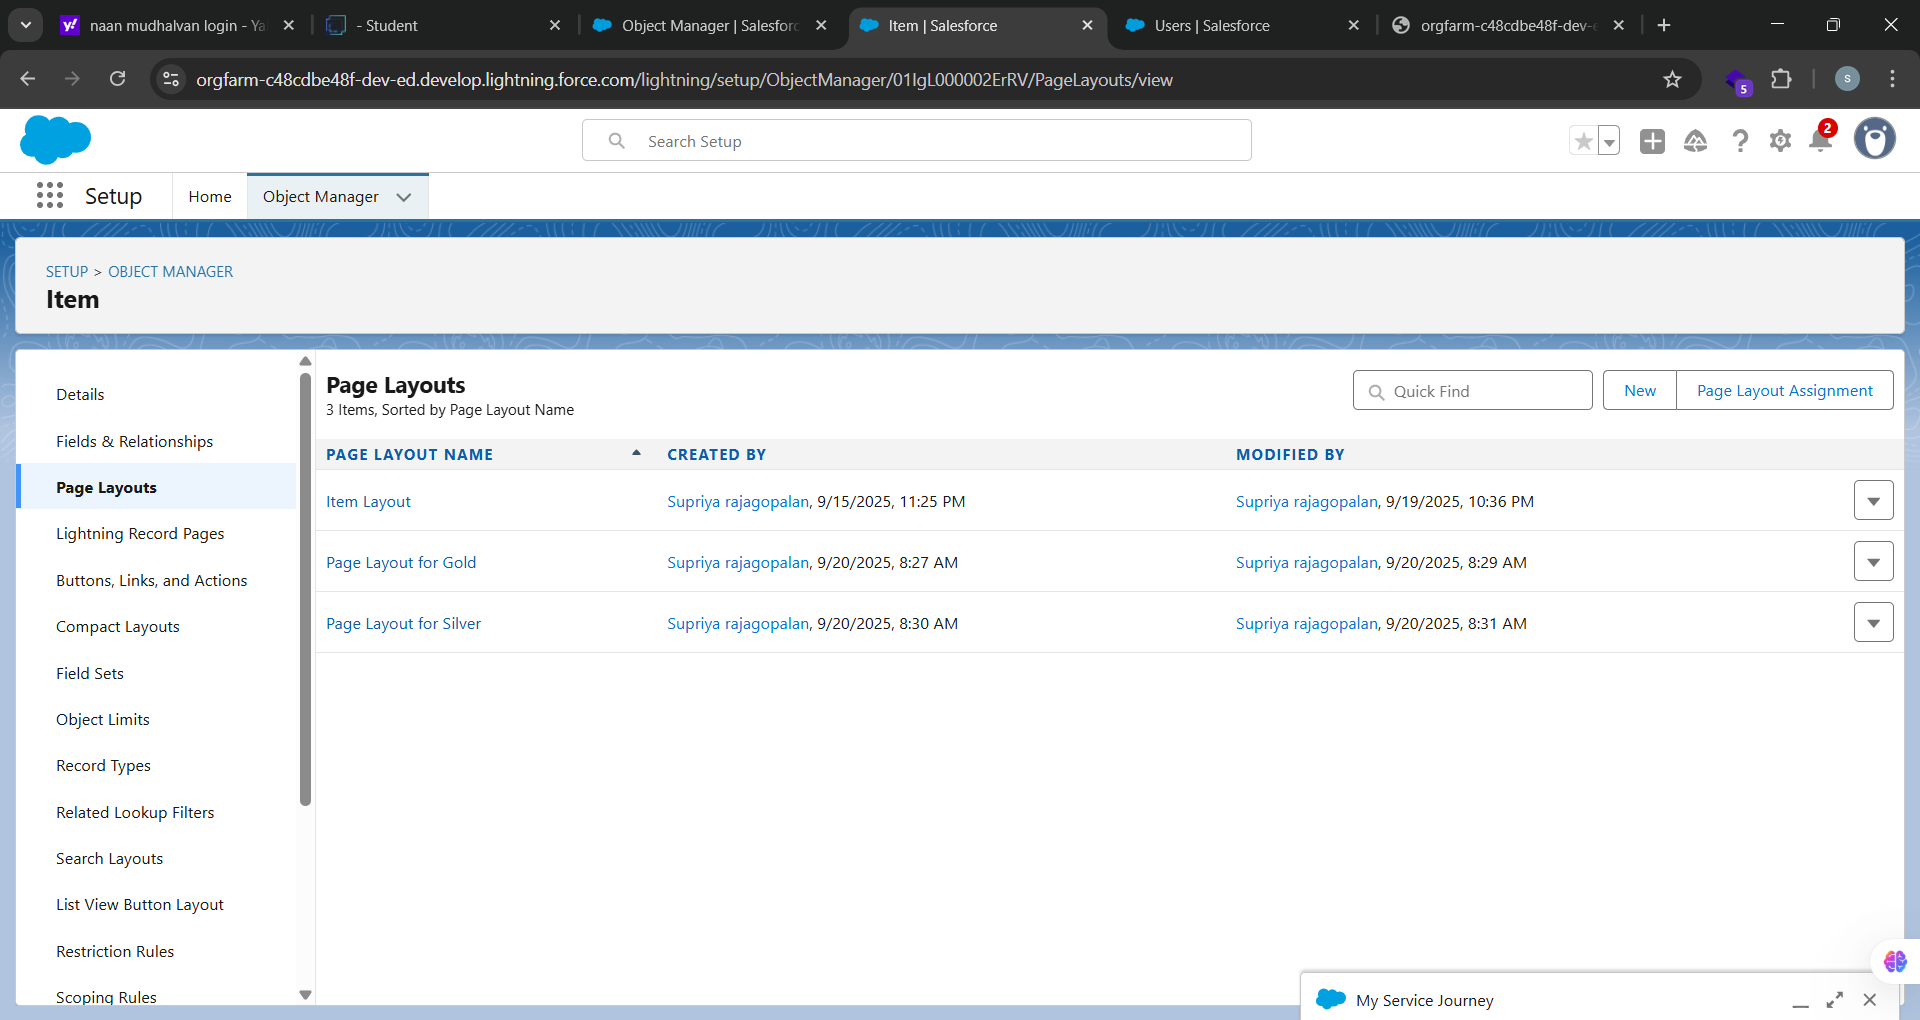 naan mudhalvan login - Ya
- Student
Object Manager | Salesforc
Item | Salesforce
Users | Salesforce
orgfarm-c48cdbe48f-dev-e
orgfarm-c48cdbe48f-dev-ed.develop.lightning.force.com/lightning/setup/ObjectManager/01IgL000002ErRV/PageLayouts/view
5
s
Search Setup
2
Setup
Home
Object Manager
SETUP > OBJECT MANAGER
Item
Details
Fields & Relationships
Page Layouts
Lightning Record Pages
Buttons, Links, and Actions
Compact Layouts
Field Sets
Object Limits
Record Types
Related Lookup Filters
Search Layouts
List View Button Layout
Restriction Rules
Scoping Rules
Page Layouts
3 Items, Sorted by Page Layout Name
Quick Find
New
Page Layout Assignment
PAGE LAYOUT NAME CREATED BY MODIFIED BY
Item Layout Supriya rajagopalan, 9/15/2025, 11:25 PM Supriya rajagopalan, 9/19/2025, 10:36 PM
Page Layout for Gold Supriya rajagopalan, 9/20/2025, 8:27 AM Supriya rajagopalan, 9/20/2025, 8:29 AM
Page Layout for Silver Supriya rajagopalan, 9/20/2025, 8:30 AM Supriya rajagopalan, 9/20/2025, 8:31 AM
My Service Journey